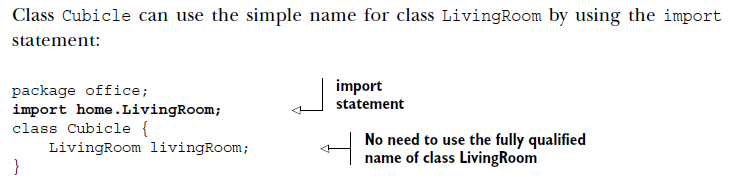 Class Cubicle can use the simple name for class LivingRoom by using the import
statement:
package office;
import home.LivingRoom;
class Cubicle {
    LivingRoom livingRoom;
}
import
statement
No need to use the fully qualified
name of class LivingRoom